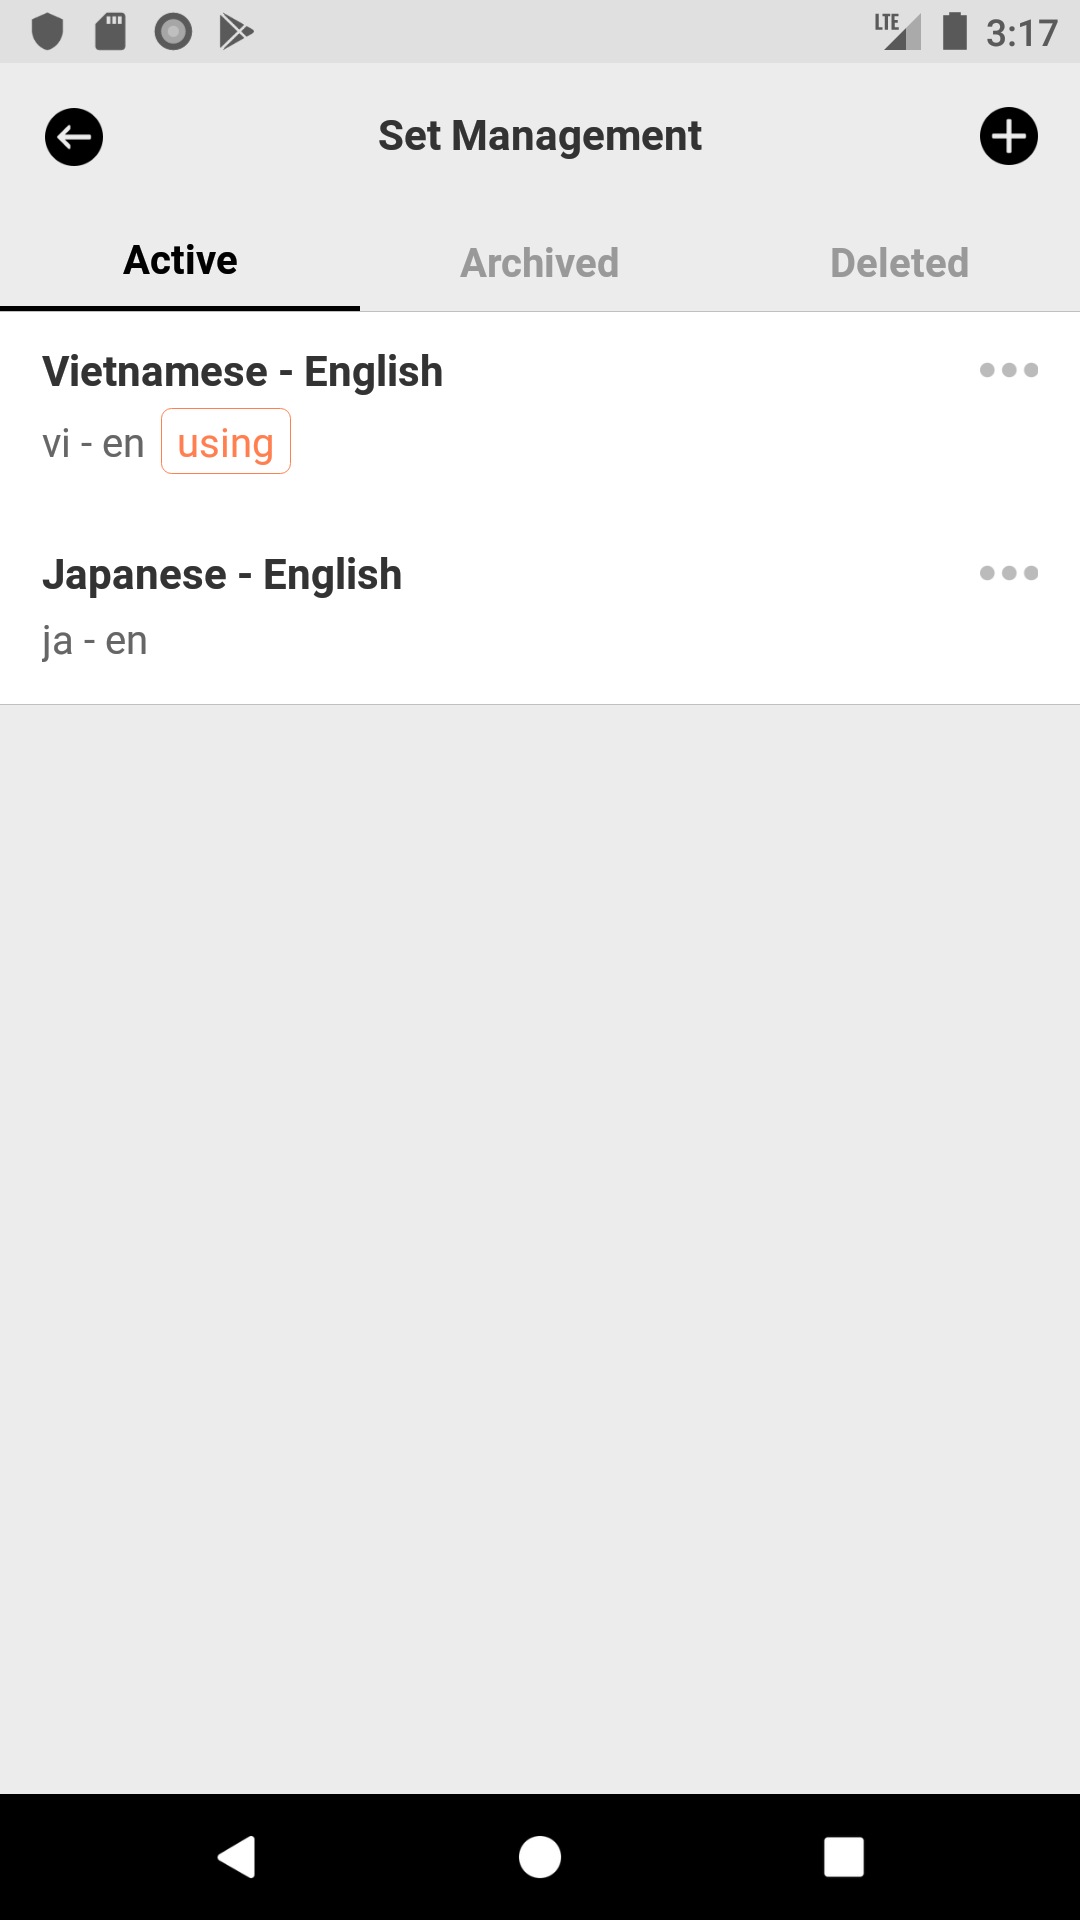 LTE 3:17
Set Management
Active Archived Deleted
Vietnamese - English
vi - en using
Japanese - English
ja - en